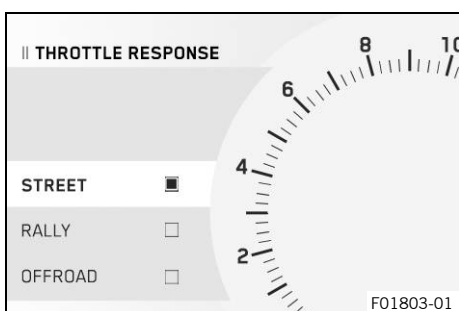 THROTTLE RESPONSE
8
10
6
STREET
4
RALLY
2
OFFROAD
F01803-01